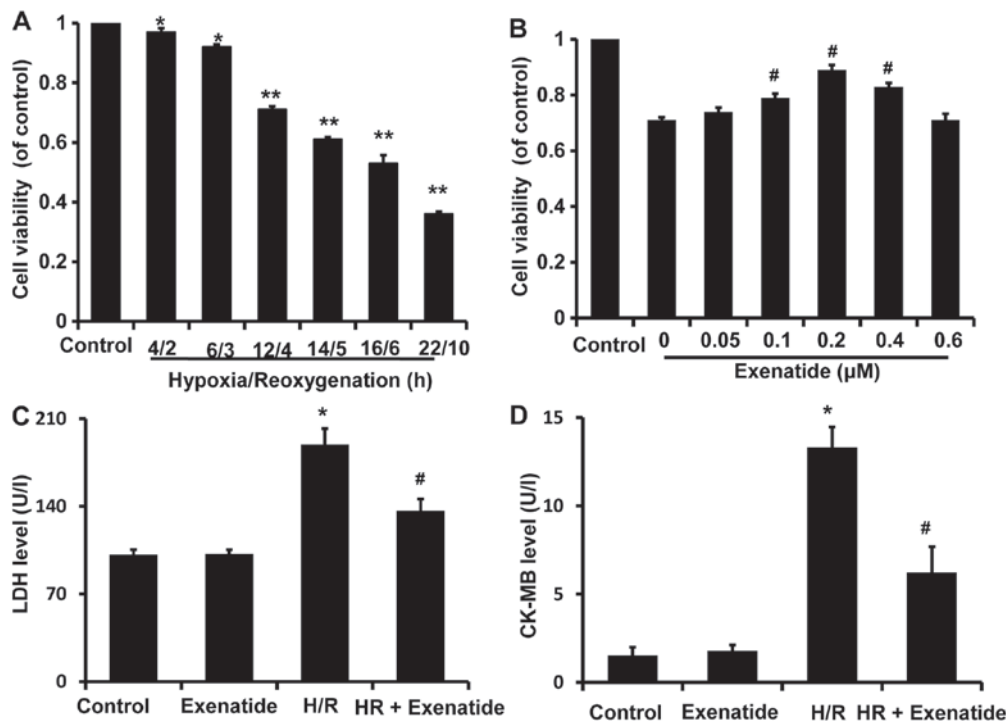 A
Cell viability (of control)
1
0.8
0.6
0.4
0.2
0
* * ** ** ** **
Control 4/2 6/3 12/4 14/5 16/6 22/10
Hypoxia/Reoxygenation (h)
B
Cell viability (of control)
1
0.8
0.6
0.4
0.2
0
# # #
Control 0 0.05 0.1 0.2 0.4 0.6
Exenatide (µM)
C
LDH level (U/l)
210
140
70
0
* #
Control Exenatide H/R HR + Exenatide
D
CK-MB level (U/l)
15
10
5
0
* #
Control Exenatide H/R HR + Exenatide